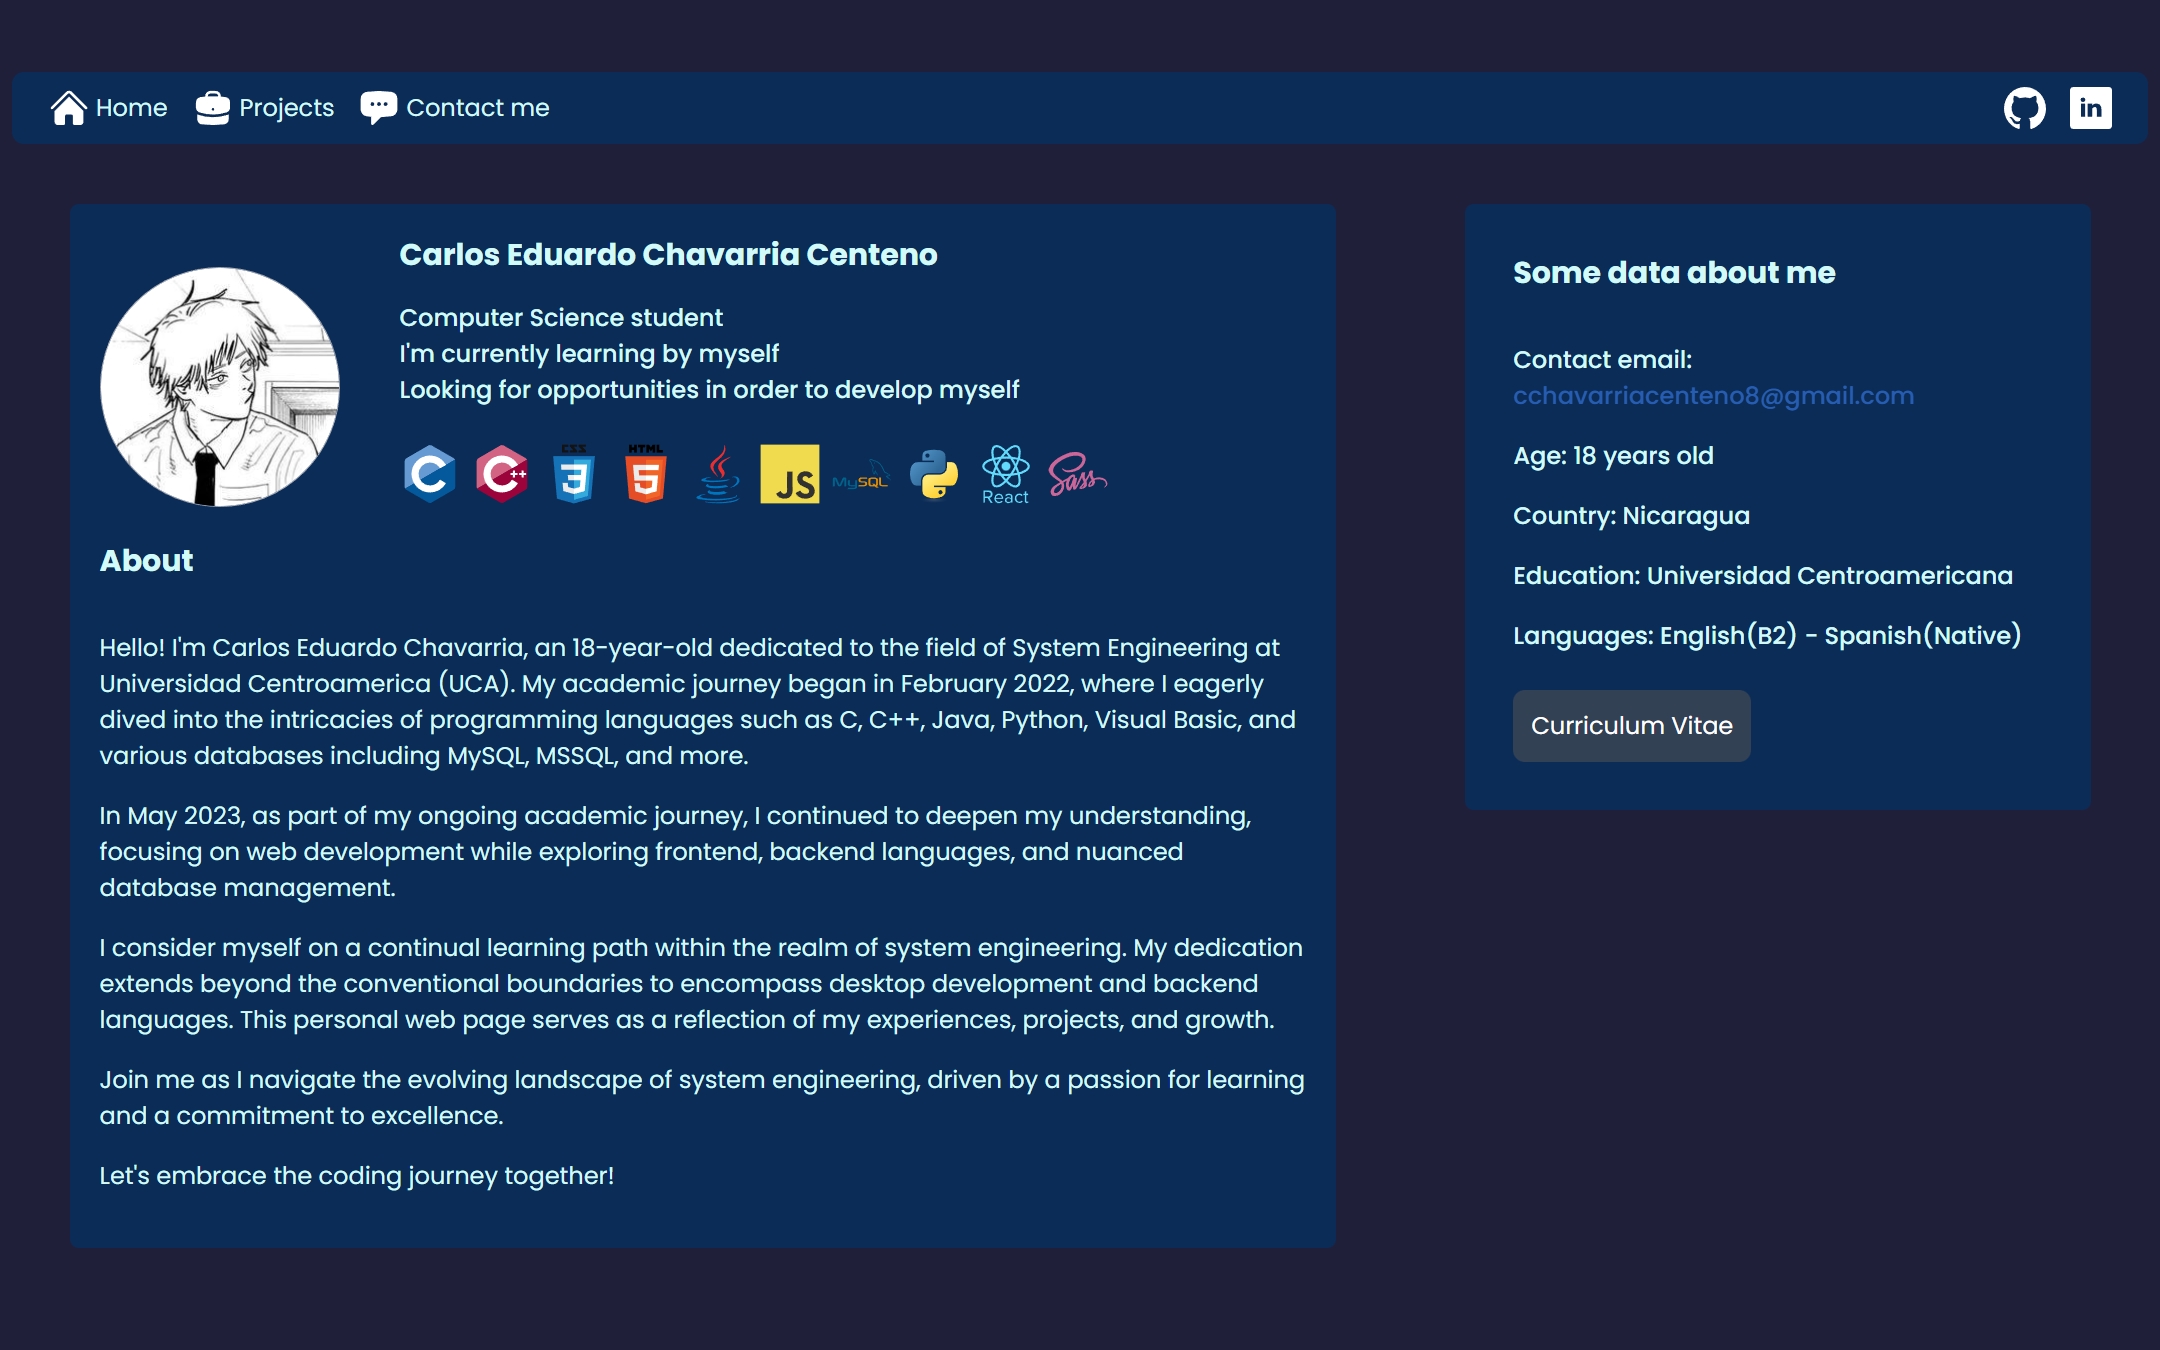 Home
Projects
Contact me
in
Carlos Eduardo Chavarria Centeno
Computer Science student
I'm currently learning by myself
Looking for opportunities in order to develop myself
C
C++
CSS
3
HTML
5
JS
MySQL
React
Sass
About
Hello! I'm Carlos Eduardo Chavarria, an 18-year-old dedicated to the field of System Engineering at
Universidad Centroamerica (UCA). My academic journey began in February 2022, where I eagerly
dived into the intricacies of programming languages such as C, C++, Java, Python, Visual Basic, and
various databases including MySQL, MSSQL, and more.
In May 2023, as part of my ongoing academic journey, I continued to deepen my understanding,
focusing on web development while exploring frontend, backend languages, and nuanced
database management.
I consider myself on a continual learning path within the realm of system engineering. My dedication
extends beyond the conventional boundaries to encompass desktop development and backend
languages. This personal web page serves as a reflection of my experiences, projects, and growth.
Join me as I navigate the evolving landscape of system engineering, driven by a passion for learning
and a commitment to excellence.
Let's embrace the coding journey together!
Some data about me
Contact email:
cchavarriacenteno8@gmail.com
Age: 18 years old
Country: Nicaragua
Education: Universidad Centroamericana
Languages: English(B2) - Spanish(Native)
Curriculum Vitae